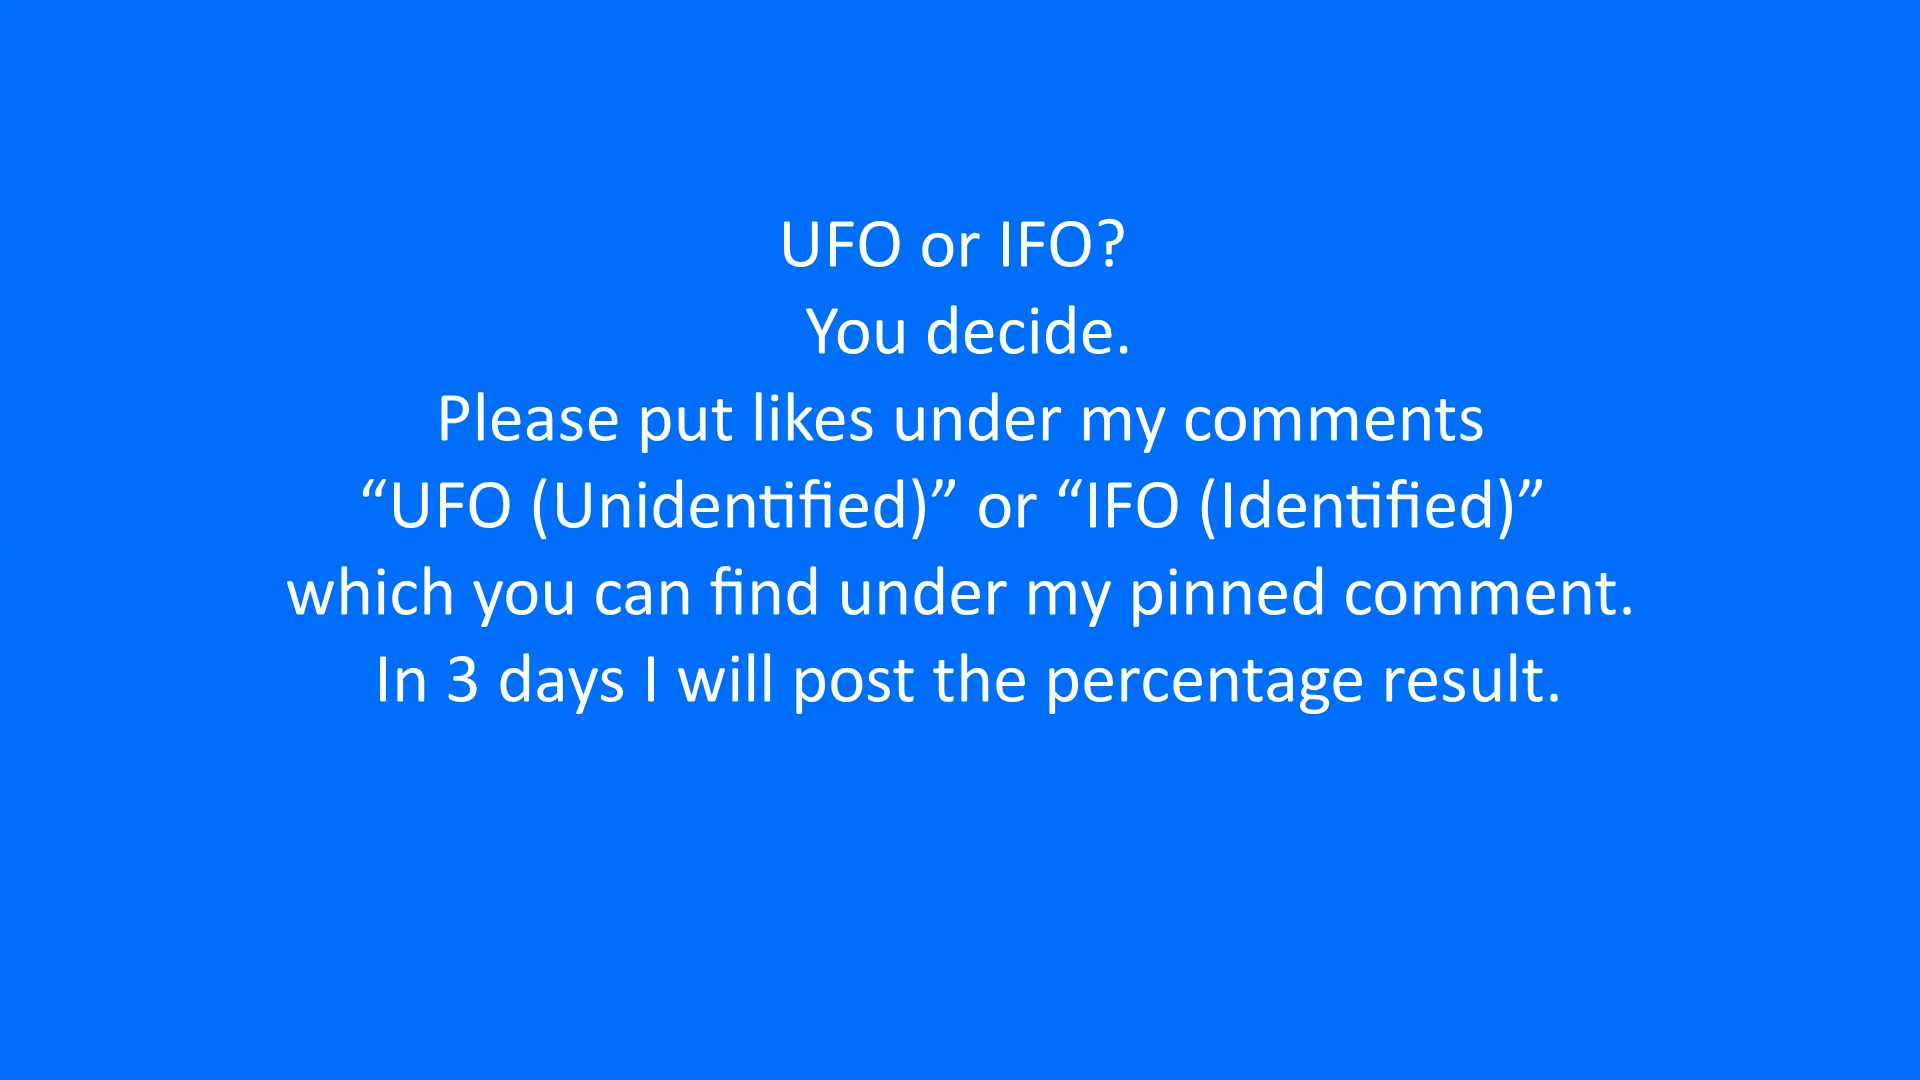 UFO or IFO?
You decide.
Please put likes under my comments
“UFO (Unidentified)” or “IFO (Identified)”
which you can find under my pinned comment.
In 3 days I will post the percentage result.